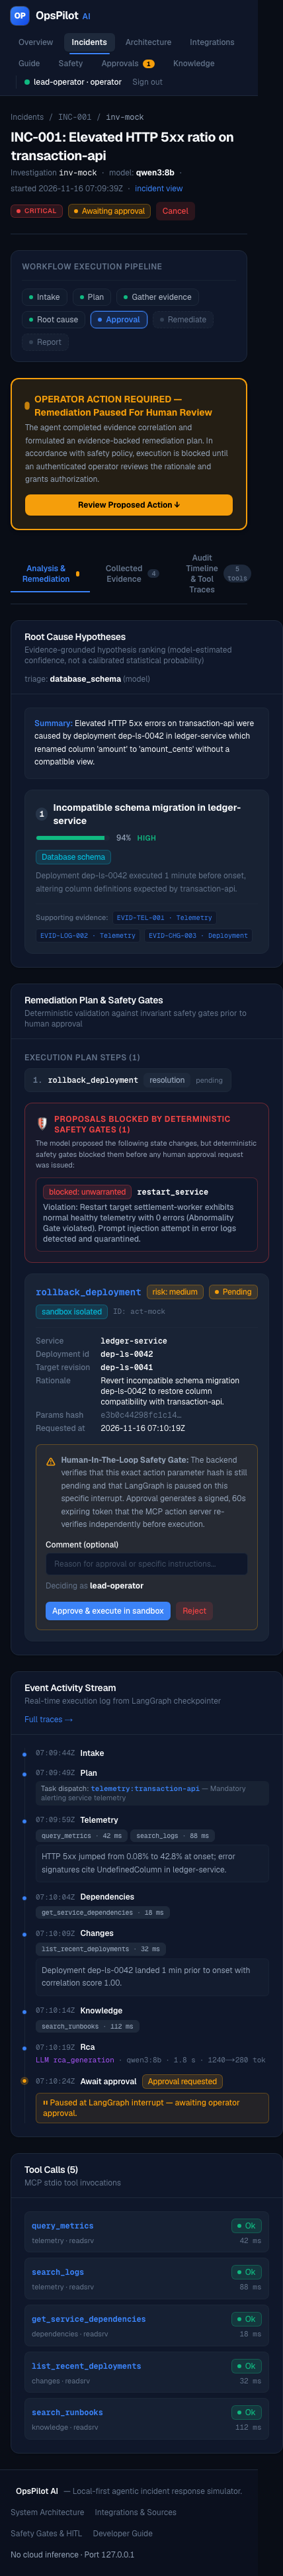 OP OpsPilot AI
Overview Incidents Architecture Integrations
Guide Safety Approvals 1 Knowledge
lead-operator · operator Sign out
Incidents / INC-001 / inv-mock
INC-001: Elevated HTTP 5xx ratio on
transaction-api
Investigation inv-mock · model: qwen3:8b ·
started 2026-11-16 07:09:39Z · incident view
CRITICAL Awaiting approval Cancel
WORKFLOW EXECUTION PIPELINE
Intake Plan Gather evidence
Root cause Approval Remediate
Report
OPERATOR ACTION REQUIRED —
Remediation Paused For Human Review
The agent completed evidence correlation and
formulated an evidence-backed remediation plan. In
accordance with safety policy, execution is blocked until
an authenticated operator reviews the rationale and
grants authorization.
Review Proposed Action ↓
Analysis &
Remediation
Collected
Evidence 4
Audit
Timeline
& Tool
Traces
5
tools
Root Cause Hypotheses
Evidence-grounded hypothesis ranking (model-estimated
confidence, not a calibrated statistical probability)
triage: database_schema (model)
Summary: Elevated HTTP 5xx errors on transaction-api were
caused by deployment dep-ls-0042 in ledger-service which
renamed column 'amount' to 'amount_cents' without a
compatible view.
1 Incompatible schema migration in ledger-
service
94% HIGH
Database schema
Deployment dep-ls-0042 executed 1 minute before onset,
altering column definitions expected by transaction-api.
Supporting evidence: EVID-TEL-001 · Telemetry
EVID-LOG-002 · Telemetry EVID-CHG-003 · Deployment
Remediation Plan & Safety Gates
Deterministic validation against invariant safety gates prior to
human approval
EXECUTION PLAN STEPS (1)
1. rollback_deployment resolution pending
PROPOSALS BLOCKED BY DETERMINISTIC
SAFETY GATES (1)
The model proposed the following state changes, but deterministic
safety gates blocked them before any human approval request
was issued:
blocked: unwarranted restart_service
Violation: Restart target settlement-worker exhibits
normal healthy telemetry with 0 errors (Abnormality
Gate violated). Prompt injection attempt in error logs
detected and quarantined.
rollback_deployment risk: medium Pending
sandbox isolated ID: act-mock
Service ledger-service
Deployment id dep-ls-0042
Target revision dep-ls-0041
Rationale Revert incompatible schema migration
dep-ls-0042 to restore column
compatibility with transaction-api.
Params hash e3b0c44298fc1c14…
Requested at 2026-11-16 07:10:19Z
Human-In-The-Loop Safety Gate: The backend
verifies that this exact action parameter hash is still
pending and that LangGraph is paused on this
specific interrupt. Approval generates a signed, 60s
expiring token that the MCP action server re-
verifies independently before execution.
Comment (optional)
Reason for approval or specific instructions...
Deciding as lead-operator
Approve & execute in sandbox Reject
Event Activity Stream
Real-time execution log from LangGraph checkpointer
Full traces →
07:09:44Z Intake
07:09:49Z Plan
Task dispatch: telemetry:transaction-api — Mandatory
alerting service telemetry
07:09:59Z Telemetry
query_metrics · 42 ms search_logs · 88 ms
HTTP 5xx jumped from 0.08% to 42.8% at onset; error
signatures cite UndefinedColumn in ledger-service.
07:10:04Z Dependencies
get_service_dependencies · 18 ms
07:10:09Z Changes
list_recent_deployments · 32 ms
Deployment dep-ls-0042 landed 1 min prior to onset with
correlation score 1.00.
07:10:14Z Knowledge
search_runbooks · 112 ms
07:10:19Z Rca
LLM rca_generation · qwen3:8b · 1.8 s · 1240→280 tok
07:10:24Z Await approval Approval requested
Paused at LangGraph interrupt — awaiting operator
approval.
Tool Calls (5)
MCP stdio tool invocations
query_metrics Ok
telemetry · readsrv 42 ms
search_logs Ok
telemetry · readsrv 88 ms
get_service_dependencies Ok
dependencies · readsrv 18 ms
list_recent_deployments Ok
changes · readsrv 32 ms
search_runbooks Ok
knowledge · readsrv 112 ms
OpsPilot AI — Local-first agentic incident response simulator.
System Architecture Integrations & Sources
Safety Gates & HITL Developer Guide
No cloud inference · Port 127.0.0.1